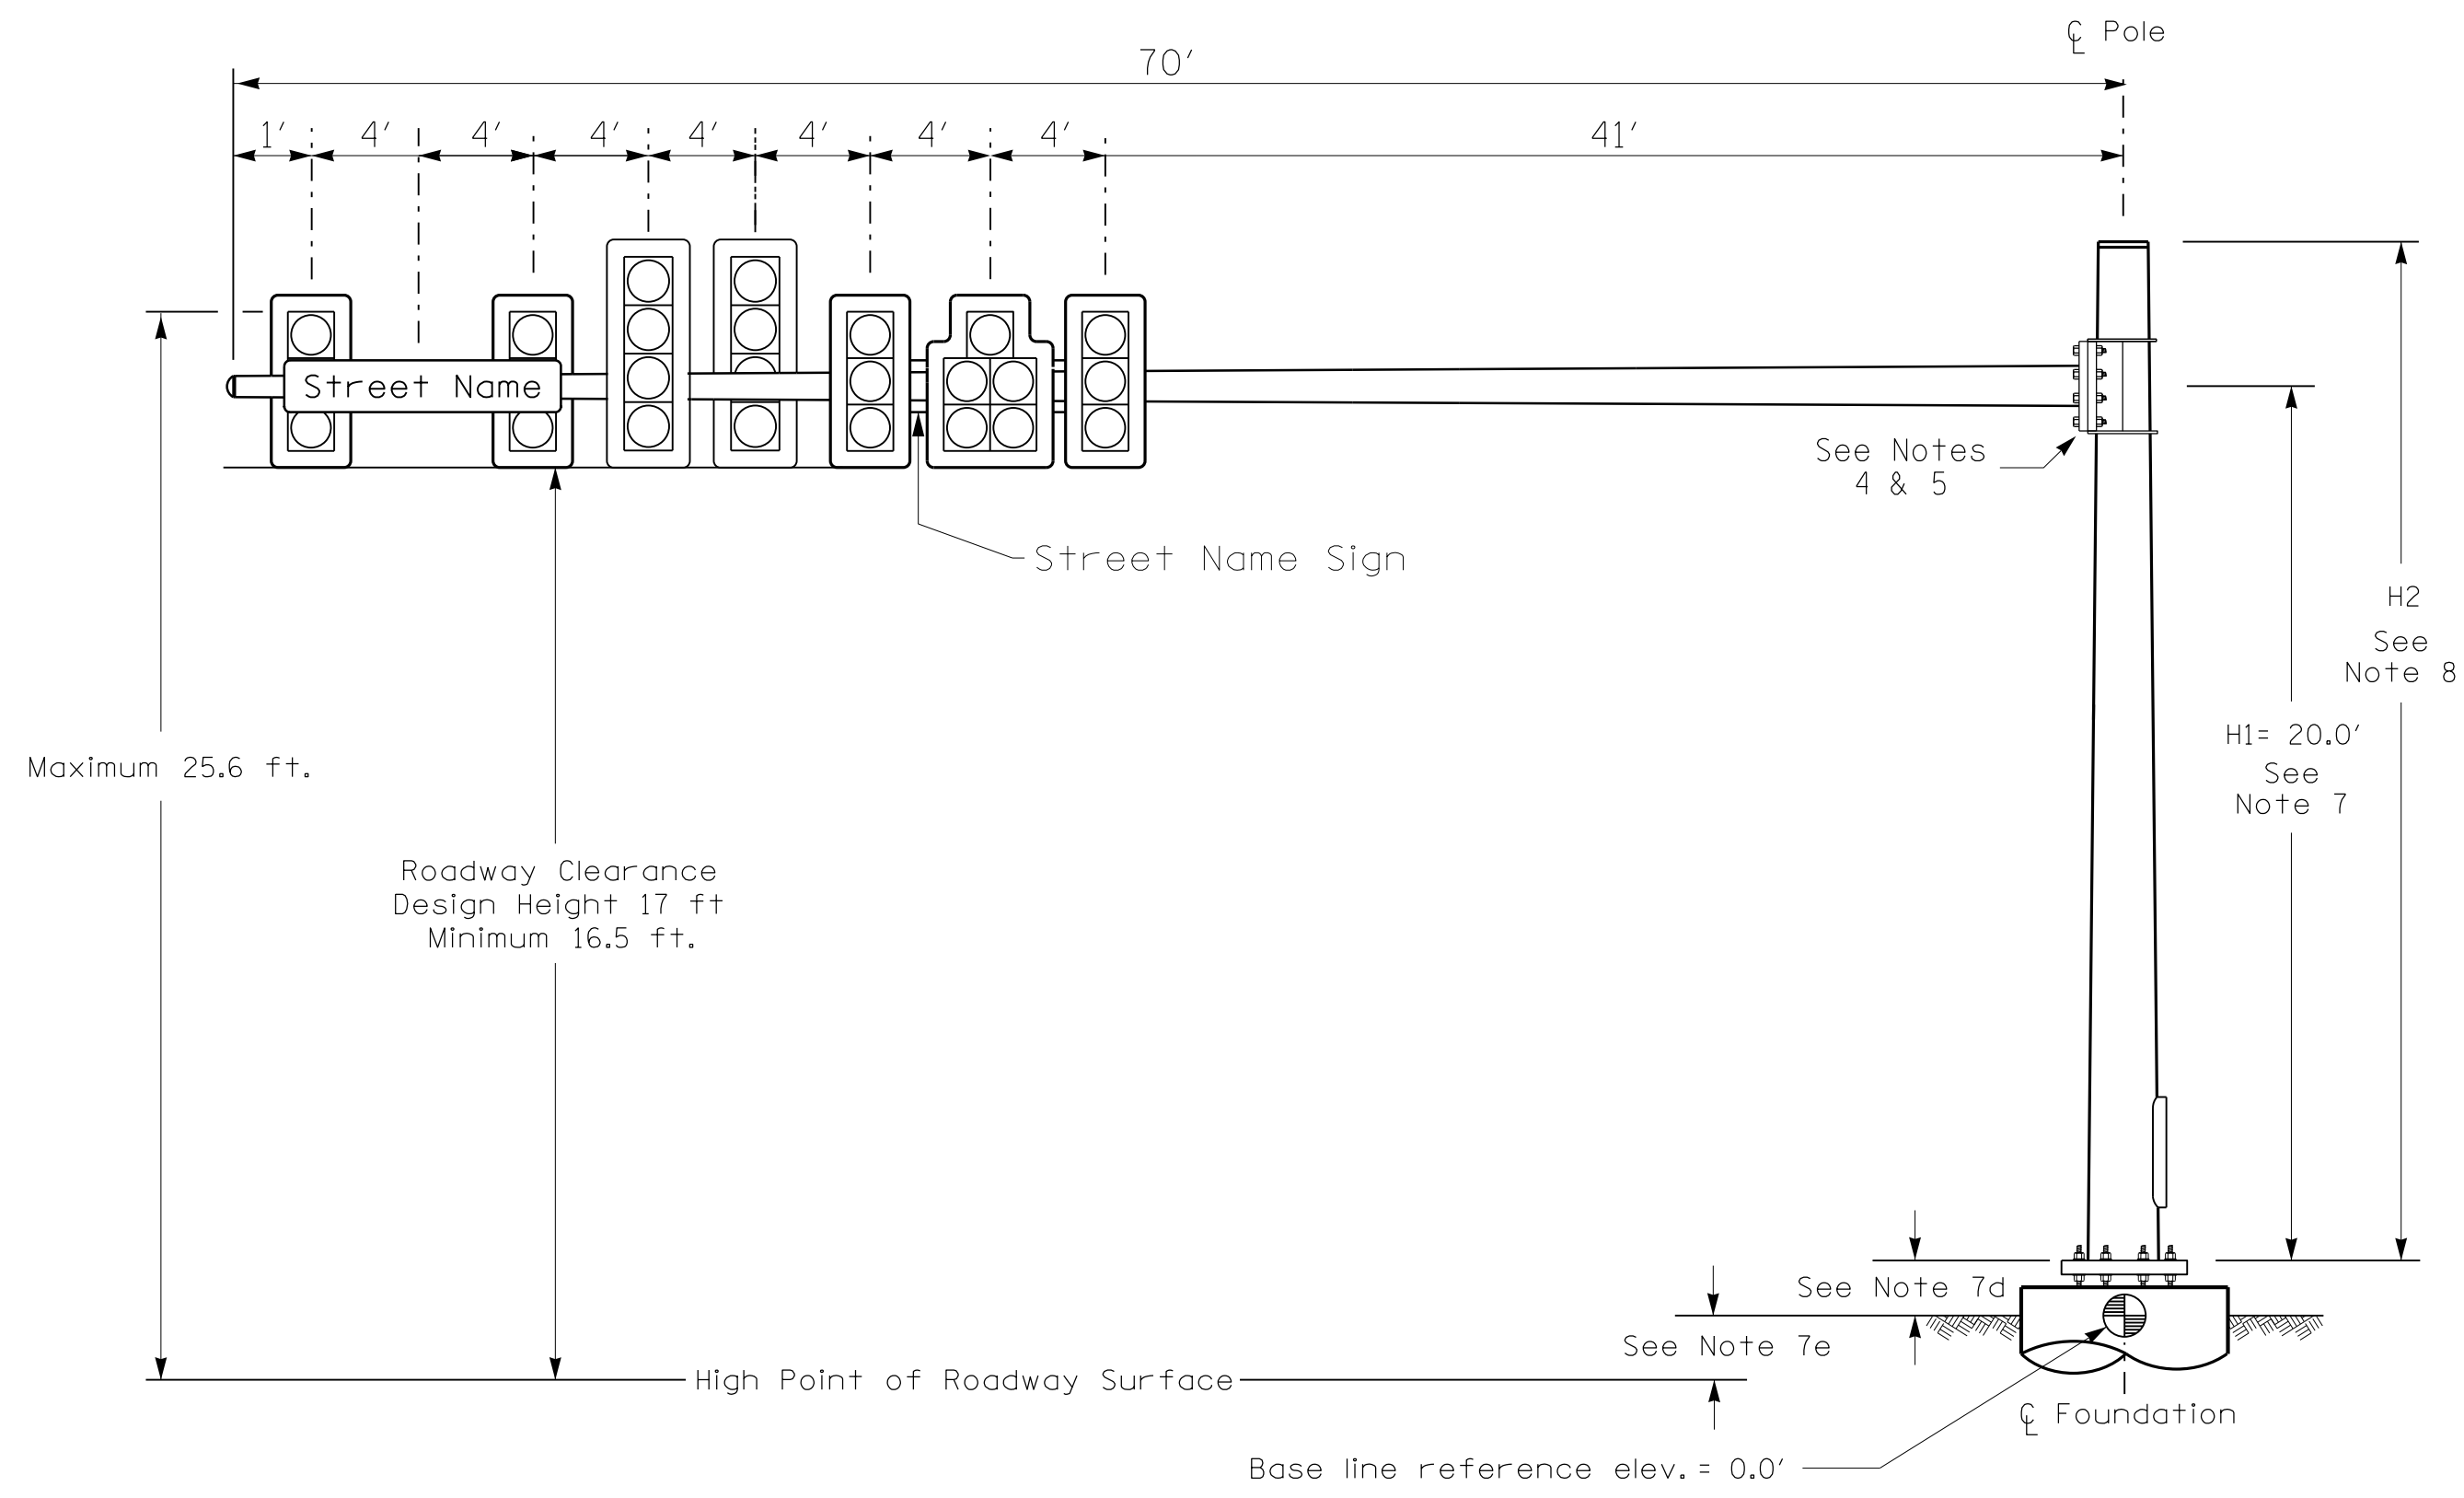 ℄ Pole
70'
1' 4' 4' 4' 4' 4' 4' 4' 41'
Street Name
See Notes
4 & 5
Street Name Sign
H2
See
Note 8
H1= 20.0'
See
Note 7
Maximum 25.6 ft.
Roadway Clearance
Design Height 17 ft
Minimum 16.5 ft.
See Note 7d
See Note 7e
High Point of Roadway Surface
℄ Foundation
Base line reference elev.= 0.0'